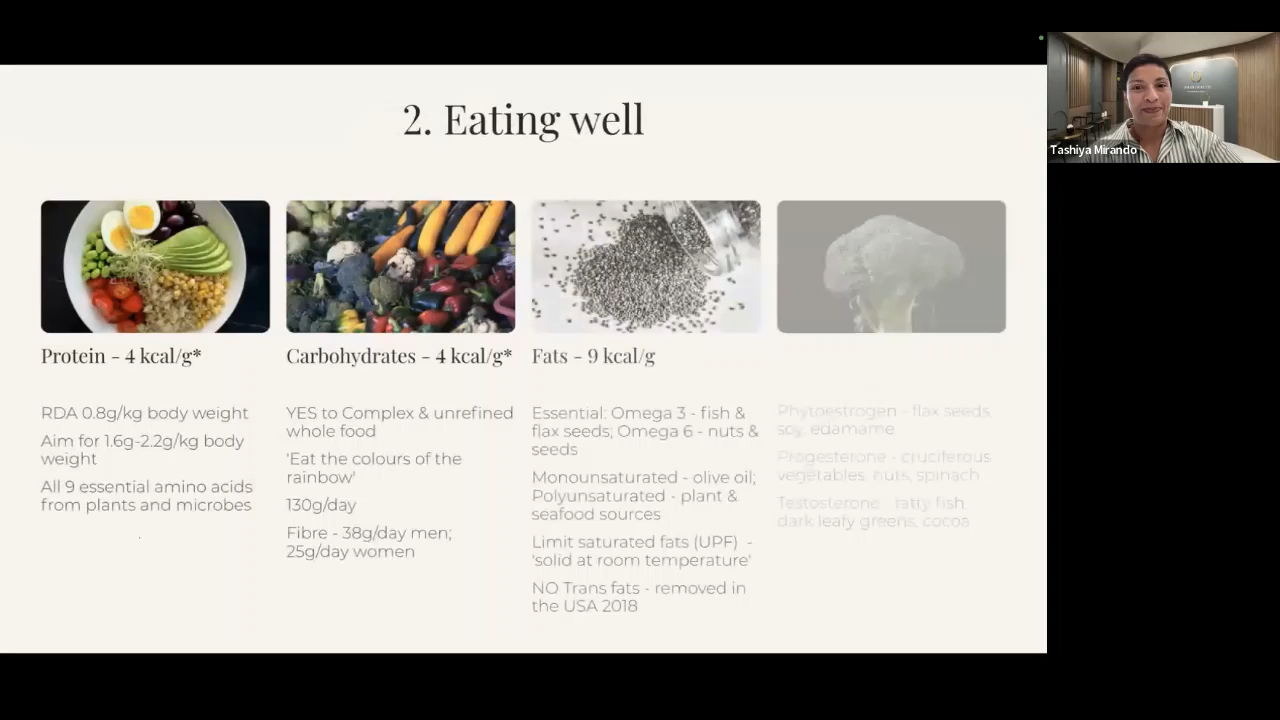 2. Eating well
Protein - 4 kcal/g*
RDA 0.8g/kg body weight
Aim for 1.6g-2.2g/kg body
weight
All 9 essential amino acids
from plants and microbes
Carbohydrates - 4 kcal/g*
YES to Complex & unrefined
whole food
'Eat the colours of the
rainbow'
130g/day
Fibre - 38g/day men;
25g/day women
Fats - 9 kcal/g
Essential: Omega 3 - fish &
flax seeds; Omega 6 - nuts &
seeds
Monounsaturated - olive oil;
Polyunsaturated - plant &
seafood sources
Limit saturated fats (UPF) -
'solid at room temperature'
NO Trans fats - removed in
the USA 2018
Phytoestrogen - flax seeds,
soy, edamame
Progesterone - cruciferous
vegetables, nuts, spinach
Testosterone - fatty fish,
dark leafy greens, cocoa
Tashiya Mirando